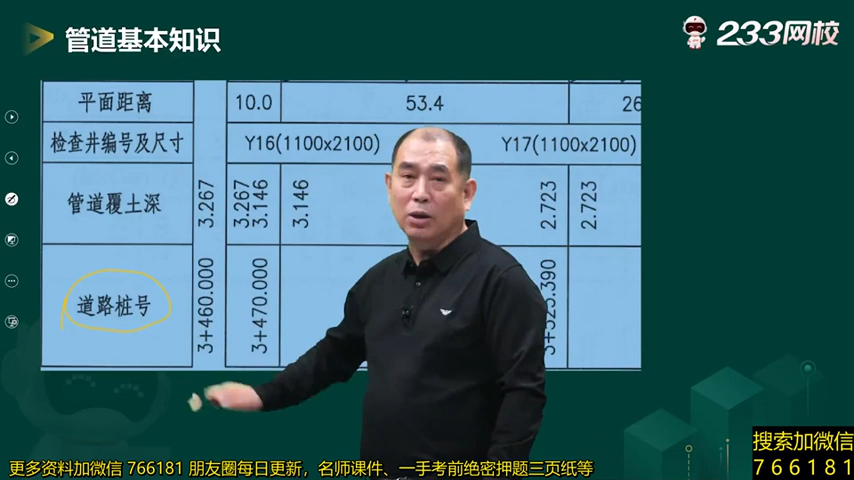 管道基本知识
233网校
平面距离 10.0 53.4 26
检查井编号及尺寸 Y16(1100x2100) Y17(1100x2100)
管道覆土深 3.267 3.267 3.146 3.146 2.723 2.723
道路桩号 3+460.000 3+470.000 3+523.390
搜索加微信
766181
更多资料加微信 766181 朋友圈每日更新，名师课件、一手考前绝密押题三页纸等